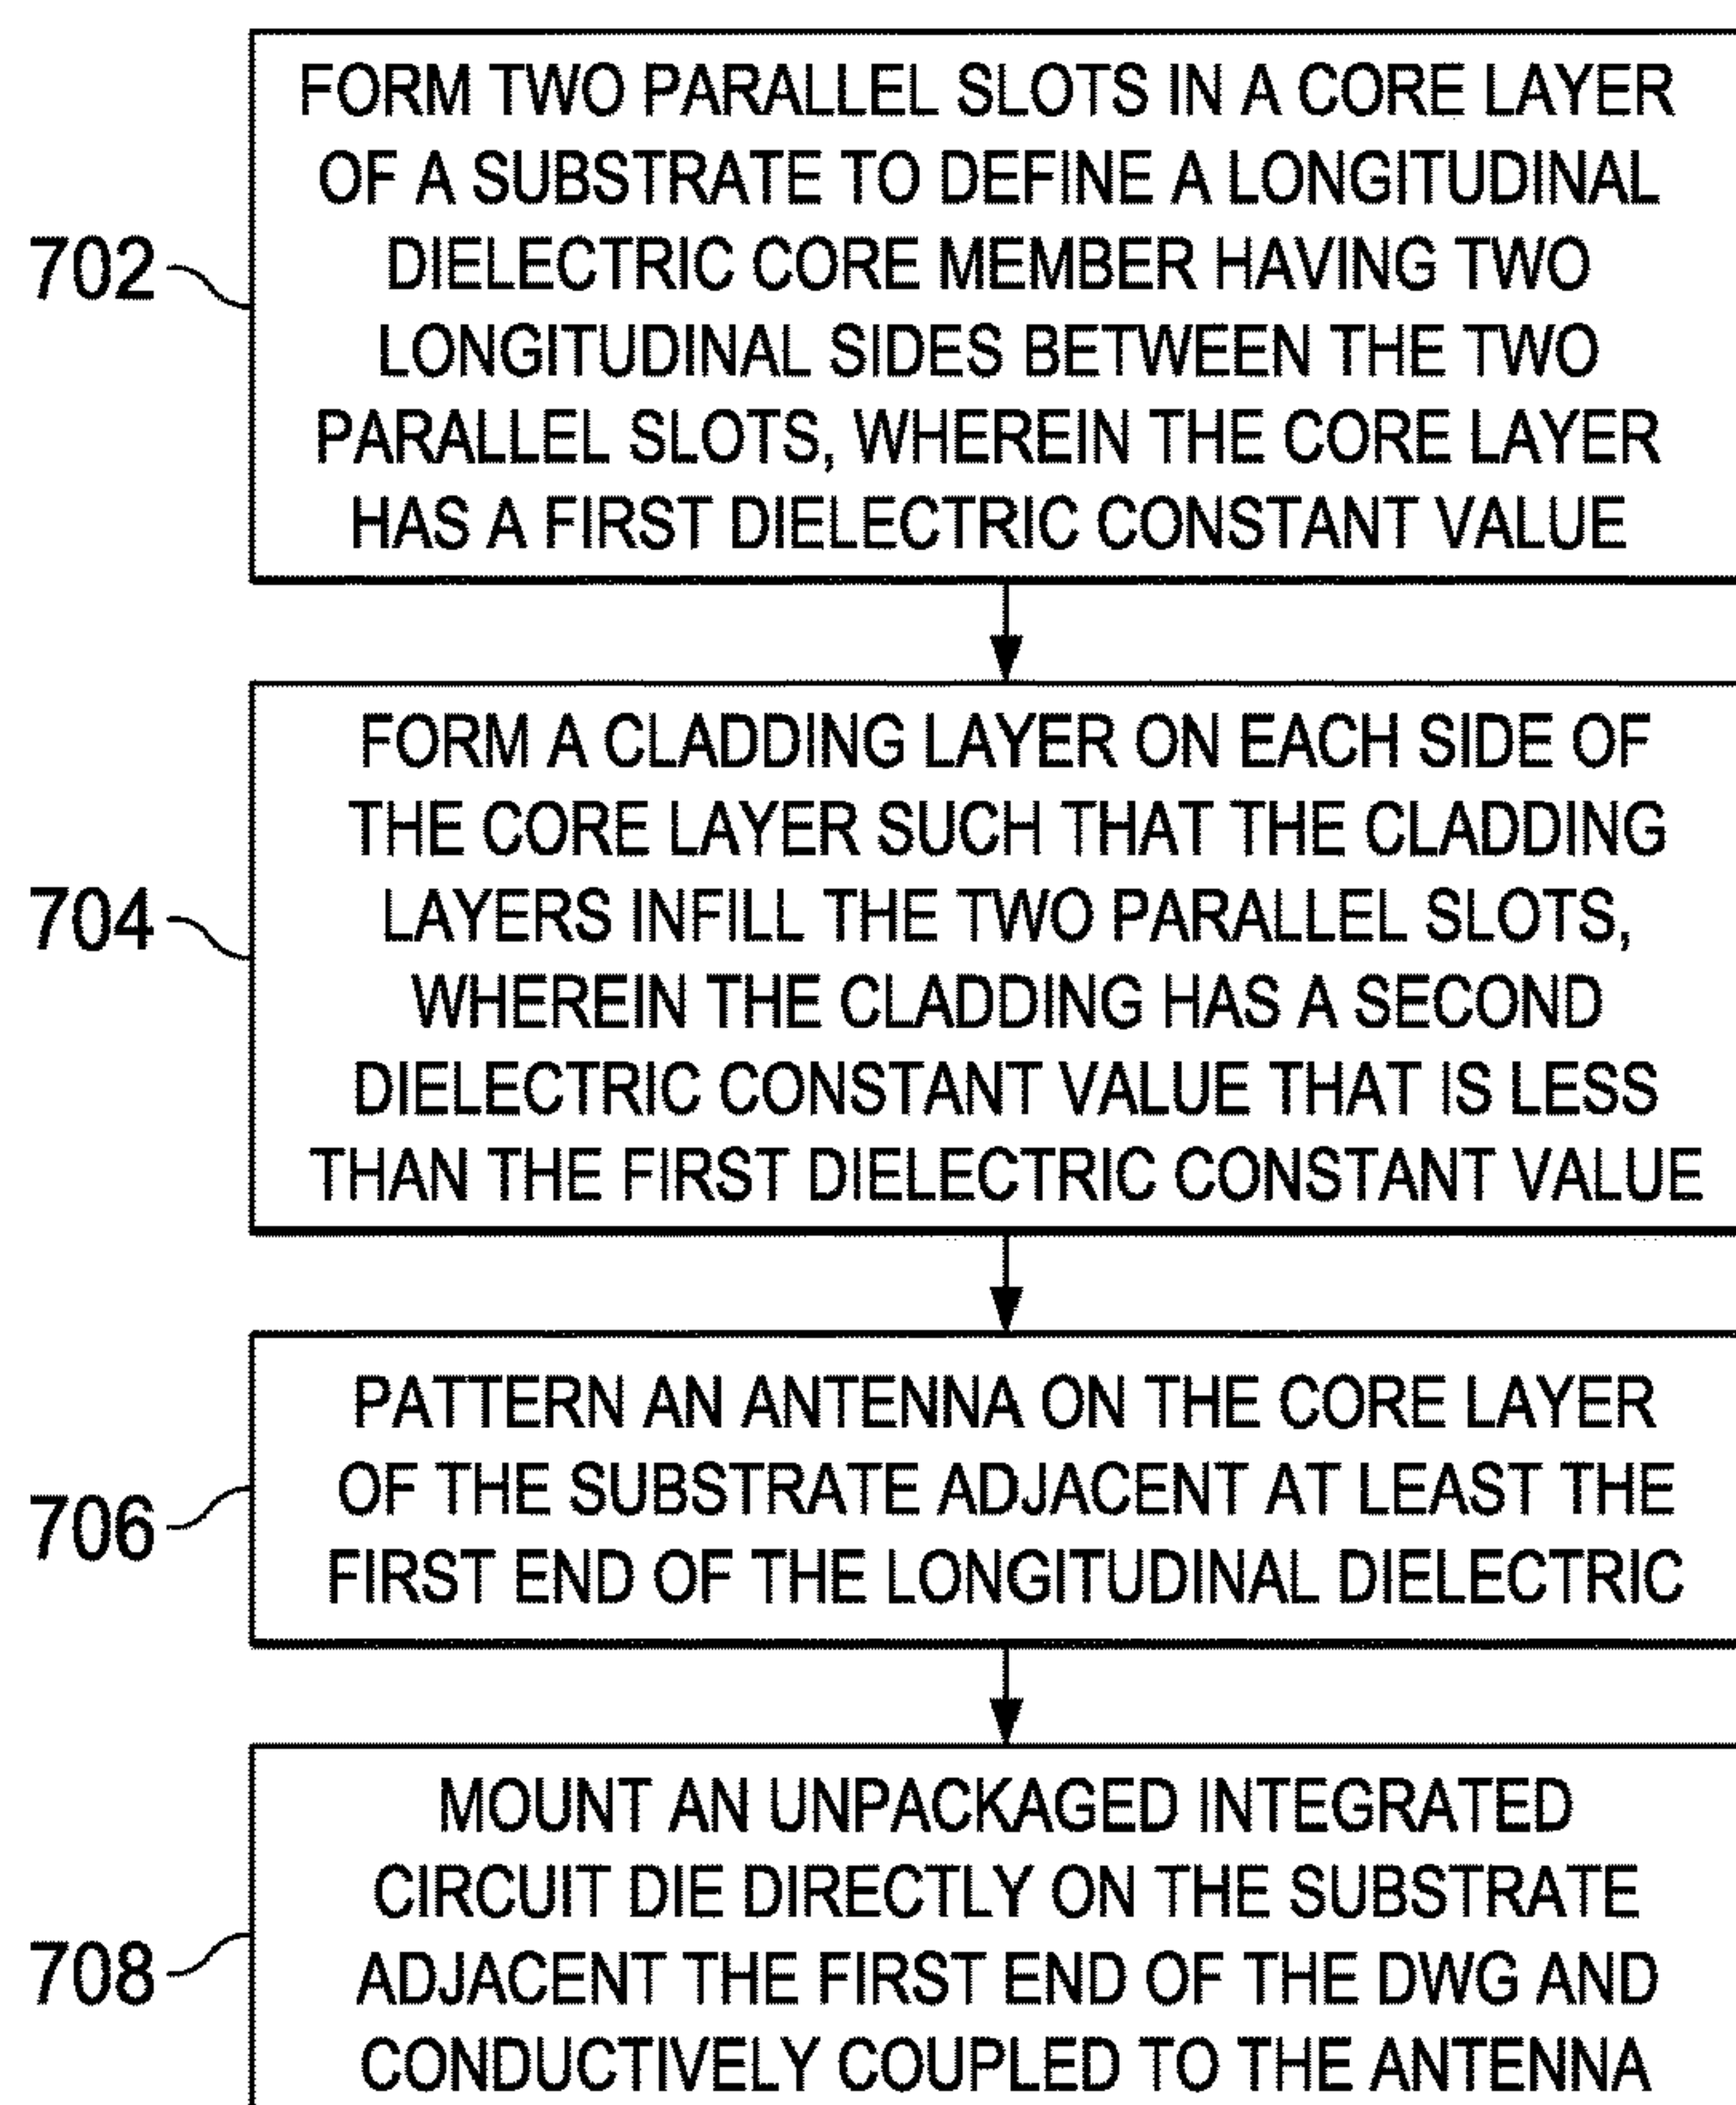 FORM TWO PARALLEL SLOTS IN A CORE LAYER
OF A SUBSTRATE TO DEFINE A LONGITUDINAL
702
DIELECTRIC CORE MEMBER HAVING TWO
LONGITUDINAL SIDES BETWEEN THE TWO
PARALLEL SLOTS, WHEREIN THE CORE LAYER
HAS A FIRST DIELECTRIC CONSTANT VALUE
FORM A CLADDING LAYER ON EACH SIDE OF
THE CORE LAYER SUCH THAT THE CLADDING
704
LAYERS INFILL THE TWO PARALLEL SLOTS,
WHEREIN THE CLADDING HAS A SECOND
DIELECTRIC CONSTANT VALUE THAT IS LESS
THAN THE FIRST DIELECTRIC CONSTANT VALUE
PATTERN AN ANTENNA ON THE CORE LAYER
OF THE SUBSTRATE ADJACENT AT LEAST THE
706
FIRST END OF THE LONGITUDINAL DIELECTRIC
MOUNT AN UNPACKAGED INTEGRATED
CIRCUIT DIE DIRECTLY ON THE SUBSTRATE
708
ADJACENT THE FIRST END OF THE DWG AND
CONDUCTIVELY COUPLED TO THE ANTENNA